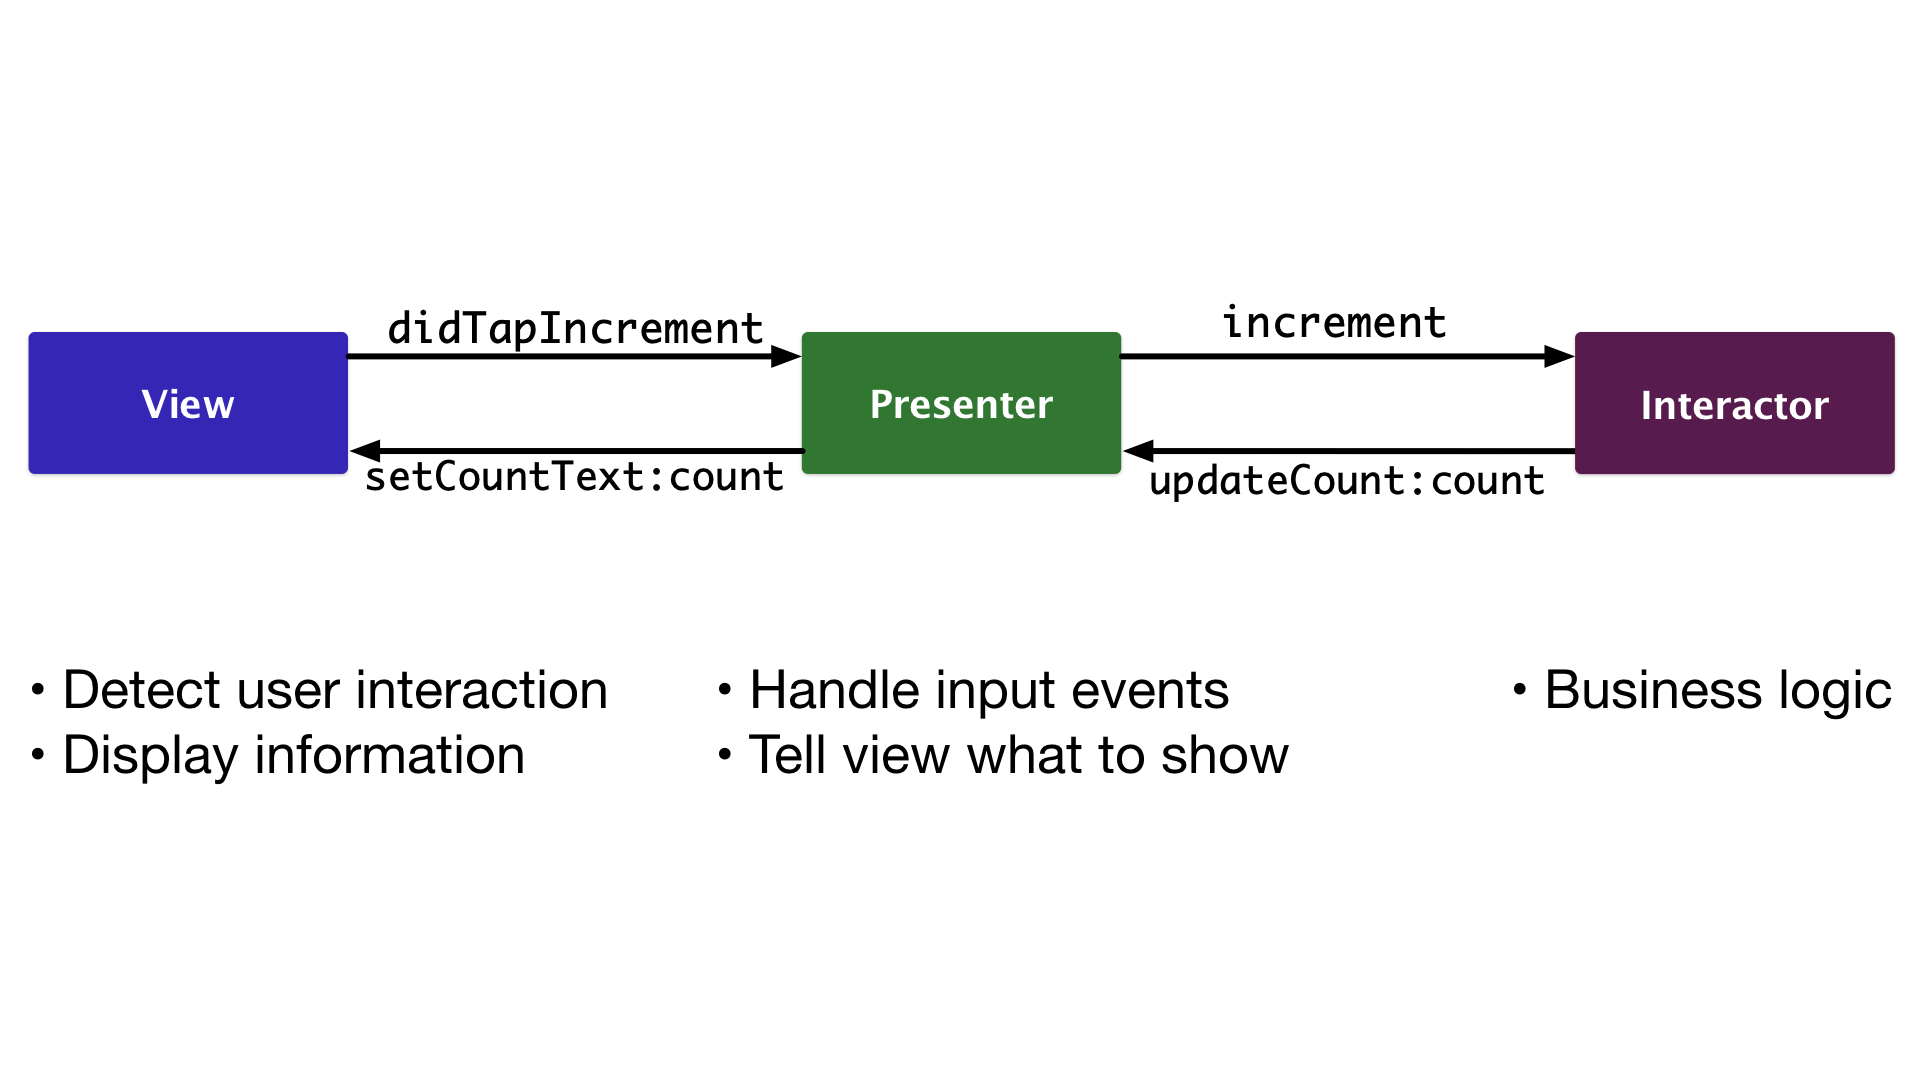 didTapIncrement
increment
View
Presenter
Interactor
setCountText:count
updateCount:count
• Detect user interaction
• Display information
• Handle input events
• Tell view what to show
• Business logic